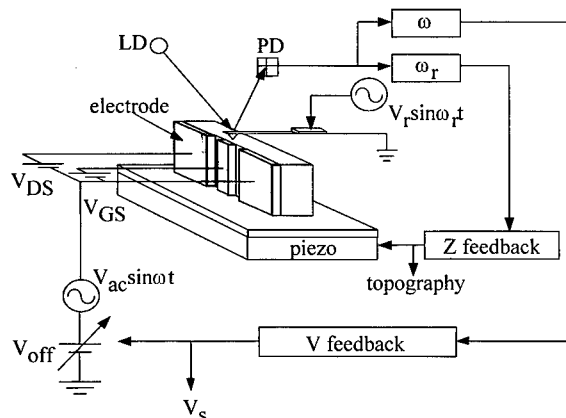 LD
PD
ω
ω_r
electrode
V_r sinω_r t
V_DS
V_GS
piezo
Z feedback
topography
V_ac sinωt
V_off
V feedback
V_s